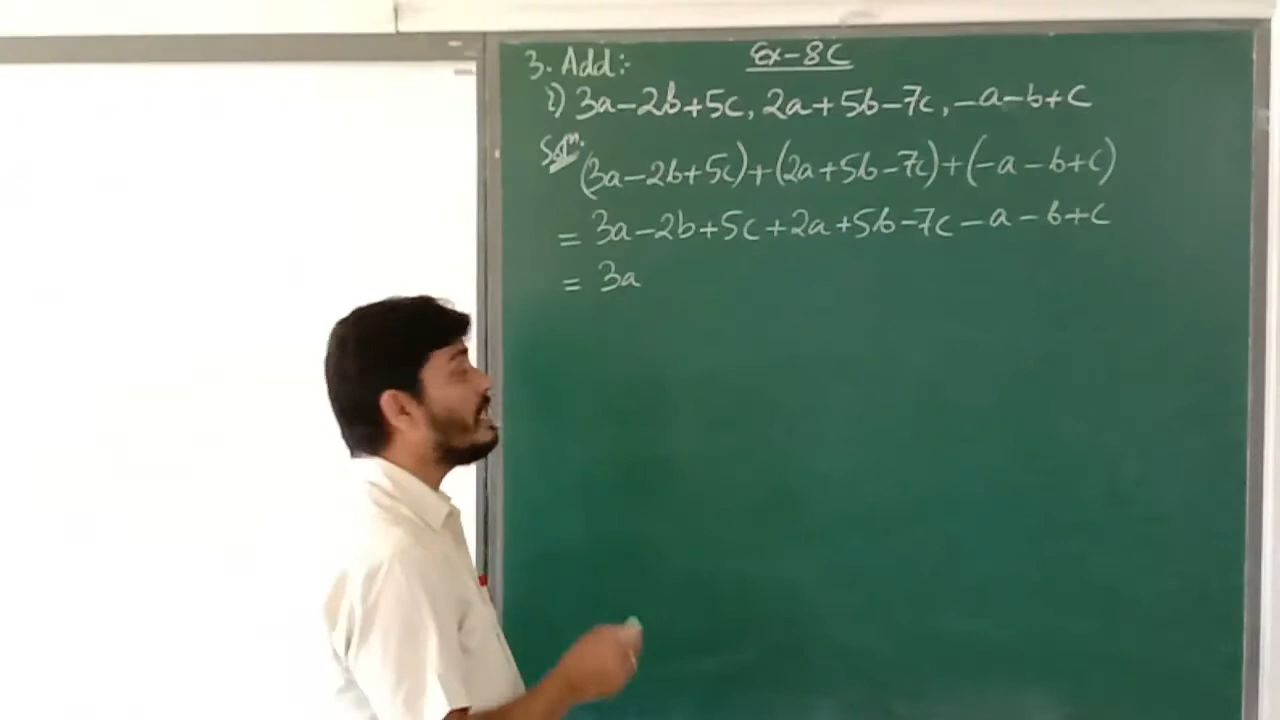 Ex-8C
3. Add:-
i) 3a-2b+5c, 2a+5b-7c, -a-b+c
Solⁿ. (3a-2b+5c)+(2a+5b-7c)+(-a-b+c)
= 3a-2b+5c+2a+5b-7c-a-b+c
= 3a